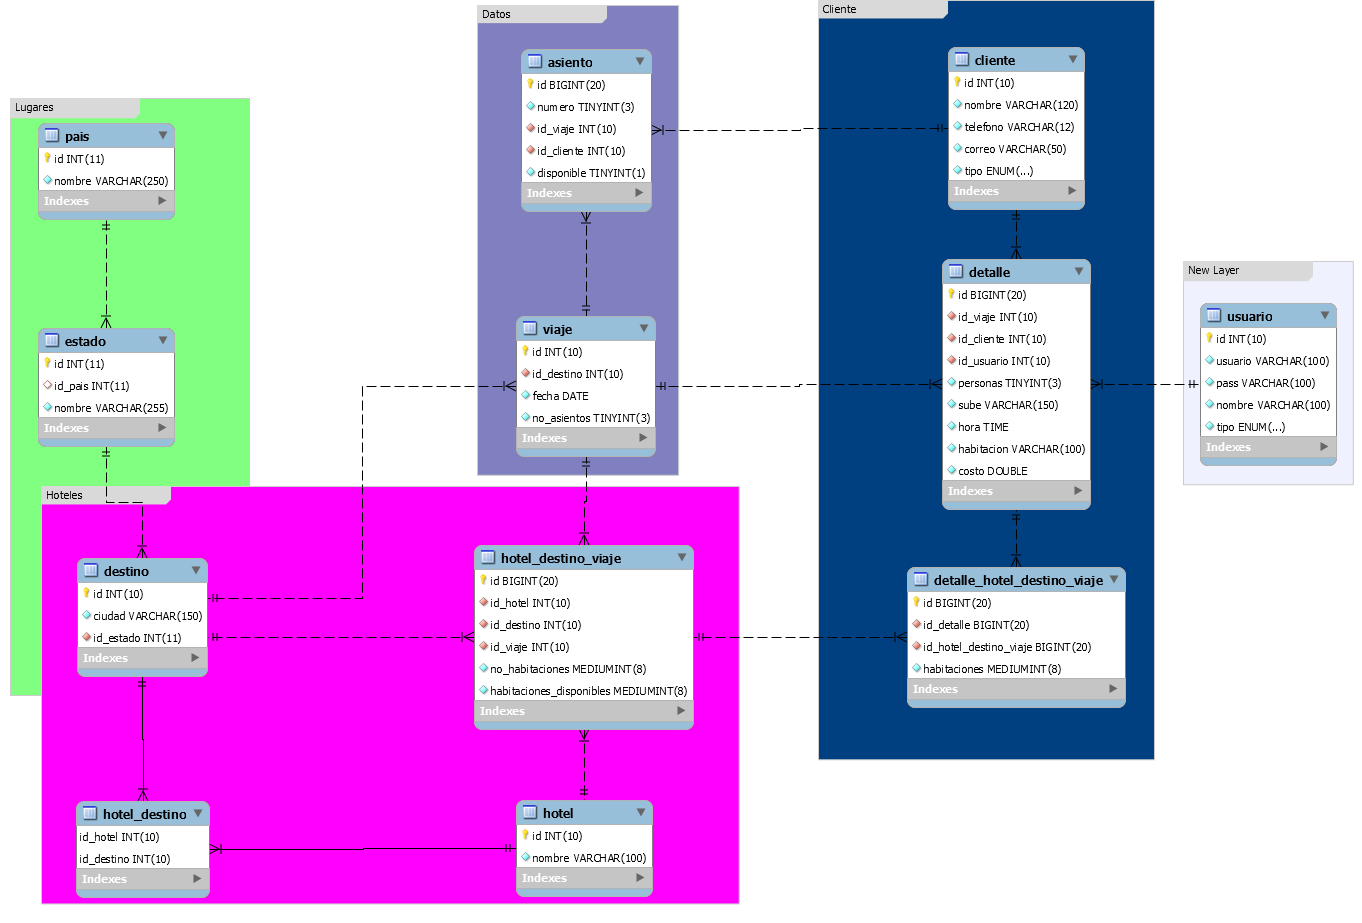 Lugares
pais
id INT(11)
nombre VARCHAR(250)
Indexes
estado
id INT(11)
id_pais INT(11)
nombre VARCHAR(255)
Indexes
Datos
asiento
id BIGINT(20)
numero TINYINT(3)
id_viaje INT(10)
id_cliente INT(10)
disponible TINYINT(1)
Indexes
viaje
id INT(10)
id_destino INT(10)
fecha DATE
no_asientos TINYINT(3)
Indexes
Cliente
cliente
id INT(10)
nombre VARCHAR(120)
telefono VARCHAR(12)
correo VARCHAR(50)
tipo ENUM(...)
Indexes
detalle
id BIGINT(20)
id_viaje INT(10)
id_cliente INT(10)
id_usuario INT(10)
personas TINYINT(3)
sube VARCHAR(150)
hora TIME
habitacion VARCHAR(100)
costo DOUBLE
Indexes
detalle_hotel_destino_viaje
id BIGINT(20)
id_detalle BIGINT(20)
id_hotel_destino_viaje BIGINT(20)
habitaciones MEDIUMINT(8)
Indexes
New Layer
usuario
id INT(10)
usuario VARCHAR(100)
pass VARCHAR(100)
nombre VARCHAR(100)
tipo ENUM(...)
Indexes
Hoteles
destino
id INT(10)
ciudad VARCHAR(150)
id_estado INT(11)
Indexes
hotel_destino_viaje
id BIGINT(20)
id_hotel INT(10)
id_destino INT(10)
id_viaje INT(10)
no_habitaciones MEDIUMINT(8)
habitaciones_disponibles MEDIUMINT(8)
Indexes
hotel_destino
id_hotel INT(10)
id_destino INT(10)
Indexes
hotel
id INT(10)
nombre VARCHAR(100)
Indexes